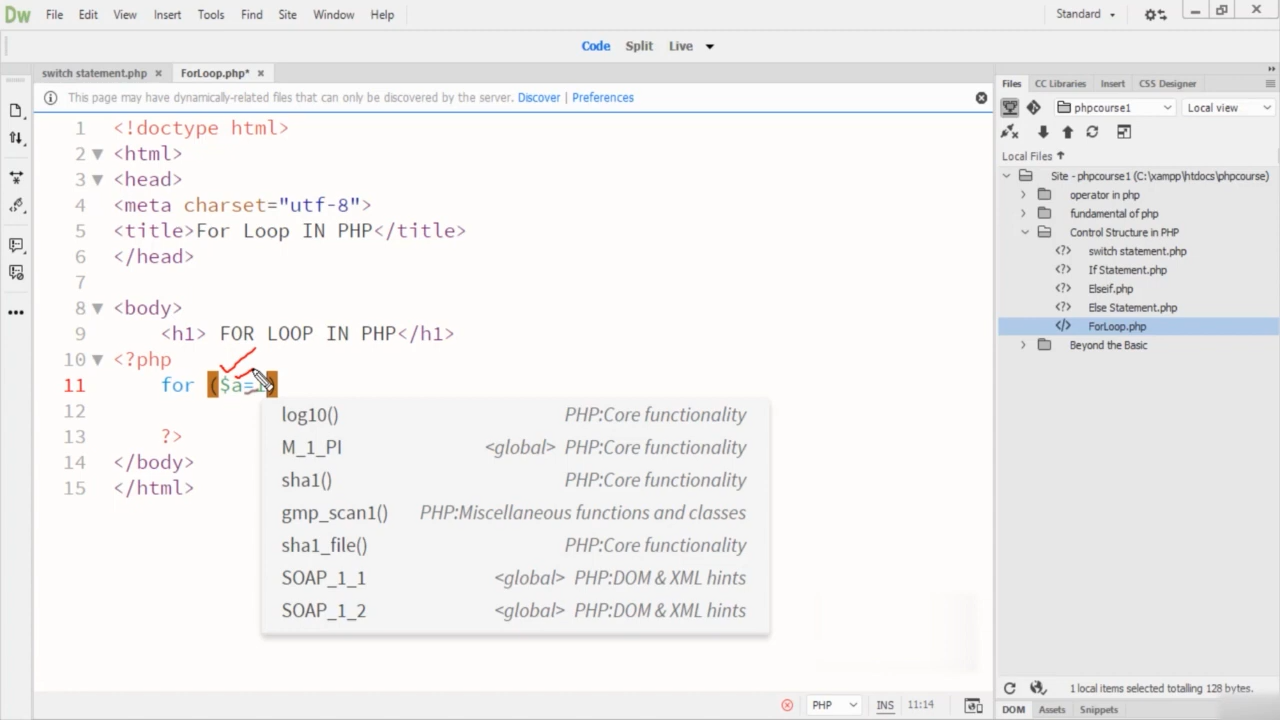 Dw File Edit View Insert Tools Find Site Window Help Standard
Code Split Live
switch statement.php ForLoop.php*
This page may have dynamically-related files that can only be discovered by the server. Discover | Preferences
1 <!doctype html>
2 <html>
3 <head>
4 <meta charset="utf-8">
5 <title>For Loop IN PHP</title>
6 </head>
7
8 <body>
9 <h1> FOR LOOP IN PHP</h1>
10 <?php
11 for ($a=1)
12
13 ?>
14 </body>
15 </html>
log10() PHP:Core functionality
M_1_PI <global> PHP:Core functionality
sha1() PHP:Core functionality
gmp_scan1() PHP:Miscellaneous functions and classes
sha1_file() PHP:Core functionality
SOAP_1_1 <global> PHP:DOM & XML hints
SOAP_1_2 <global> PHP:DOM & XML hints
PHP INS 11:14
Files CC Libraries Insert CSS Designer
phpcourse1 Local view
Local Files
Site - phpcourse1 (C:\xampp\htdocs\phpcourse)
operator in php
fundamental of php
Control Structure in PHP
switch statement.php
If Statement.php
Elseif.php
Else Statement.php
ForLoop.php
Beyond the Basic
1 local items selected totalling 128 bytes.
DOM Assets Snippets